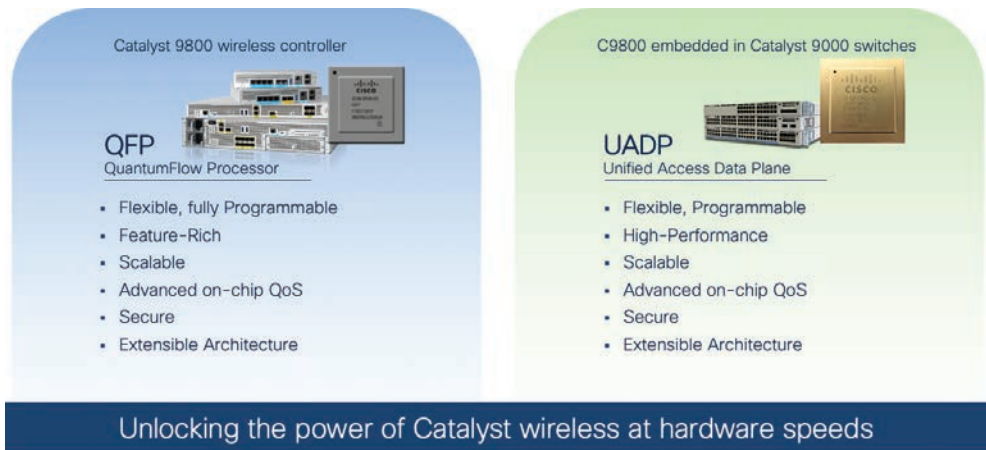 Catalyst 9800 wireless controller
CISCO
QFP
QuantumFlow Processor
▪ Flexible, fully Programmable
▪ Feature-Rich
▪ Scalable
▪ Advanced on-chip QoS
▪ Secure
▪ Extensible Architecture
C9800 embedded in Catalyst 9000 switches
CISCO
UADP
Unified Access Data Plane
▪ Flexible, Programmable
▪ High-Performance
▪ Scalable
▪ Advanced on-chip QoS
▪ Secure
▪ Extensible Architecture
Unlocking the power of Catalyst wireless at hardware speeds